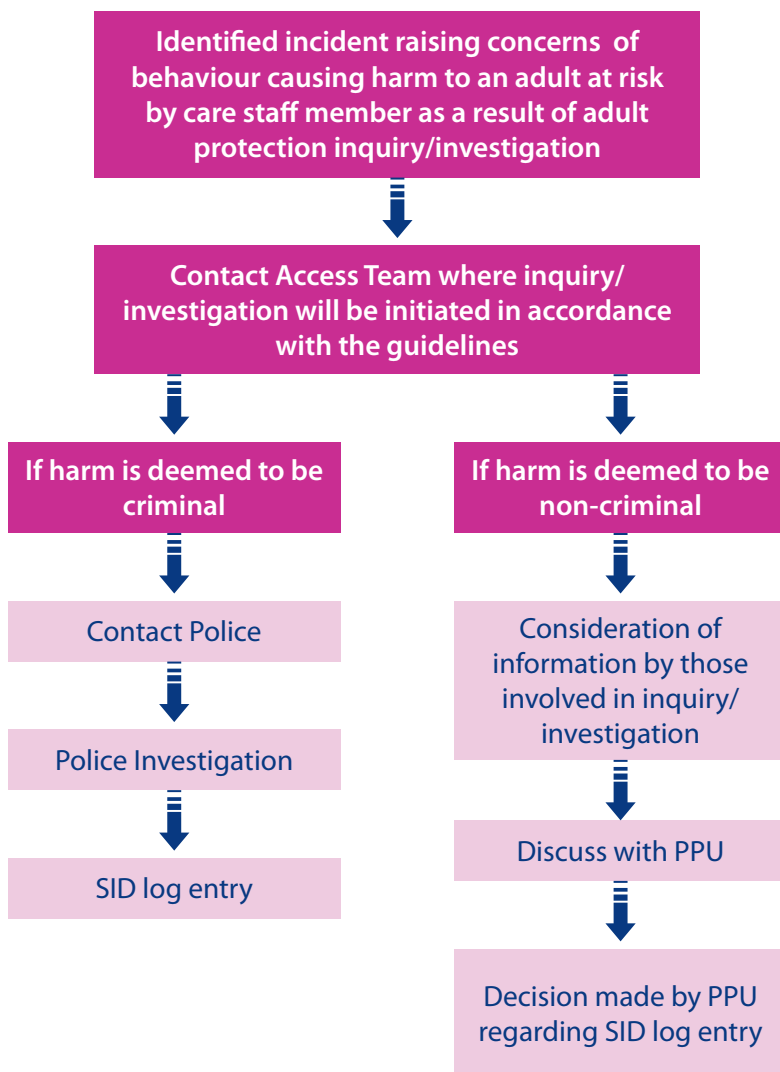 Identified incident raising concerns of
behaviour causing harm to an adult at risk
by care staff member as a result of adult
protection inquiry/investigation
Contact Access Team where inquiry/
investigation will be initiated in accordance
with the guidelines
If harm is deemed to be
criminal
Contact Police
Police Investigation
SID log entry
If harm is deemed to be
non-criminal
Consideration of
information by those
involved in inquiry/
investigation
Discuss with PPU
Decision made by PPU
regarding SID log entry